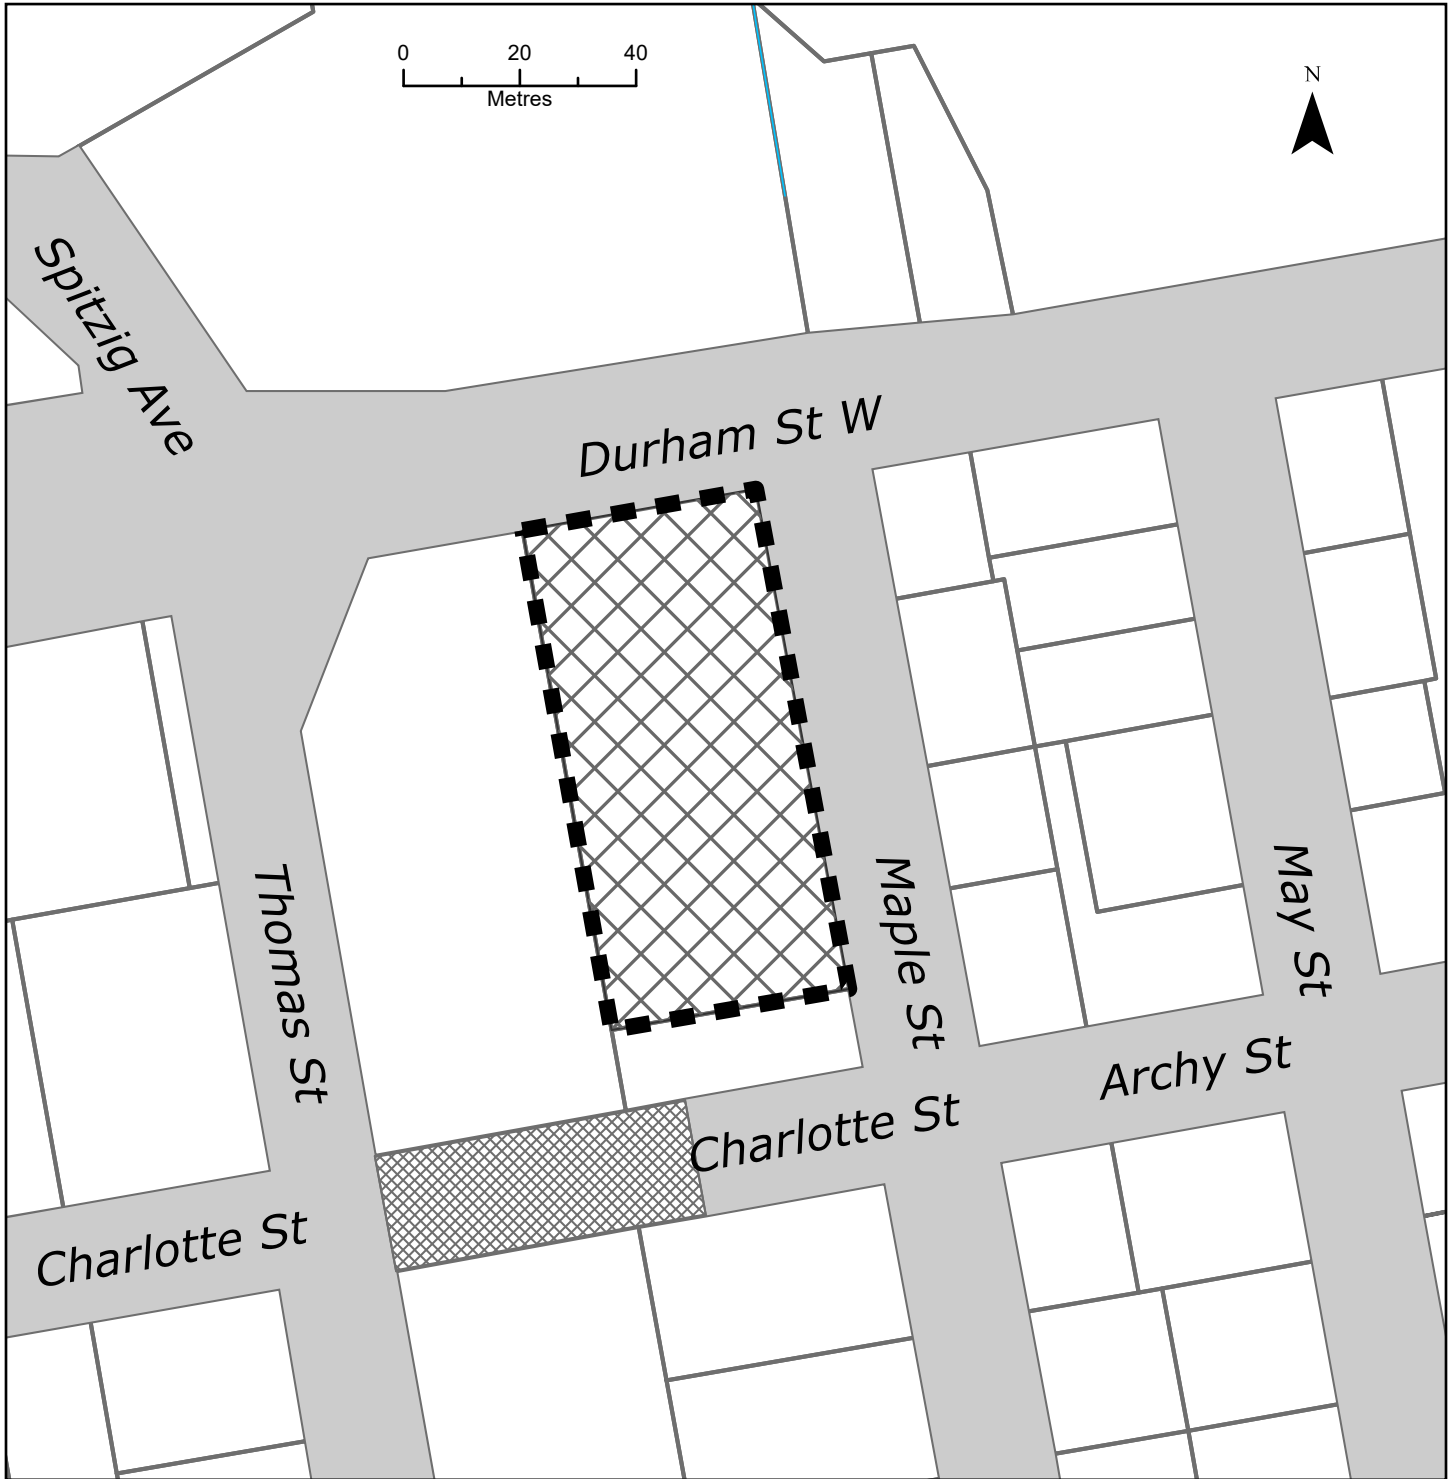 0 20 40
Metres
N
Spitzig Ave
Durham St W
Thomas St
Maple St
May St
Archy St
Charlotte St
Charlotte St